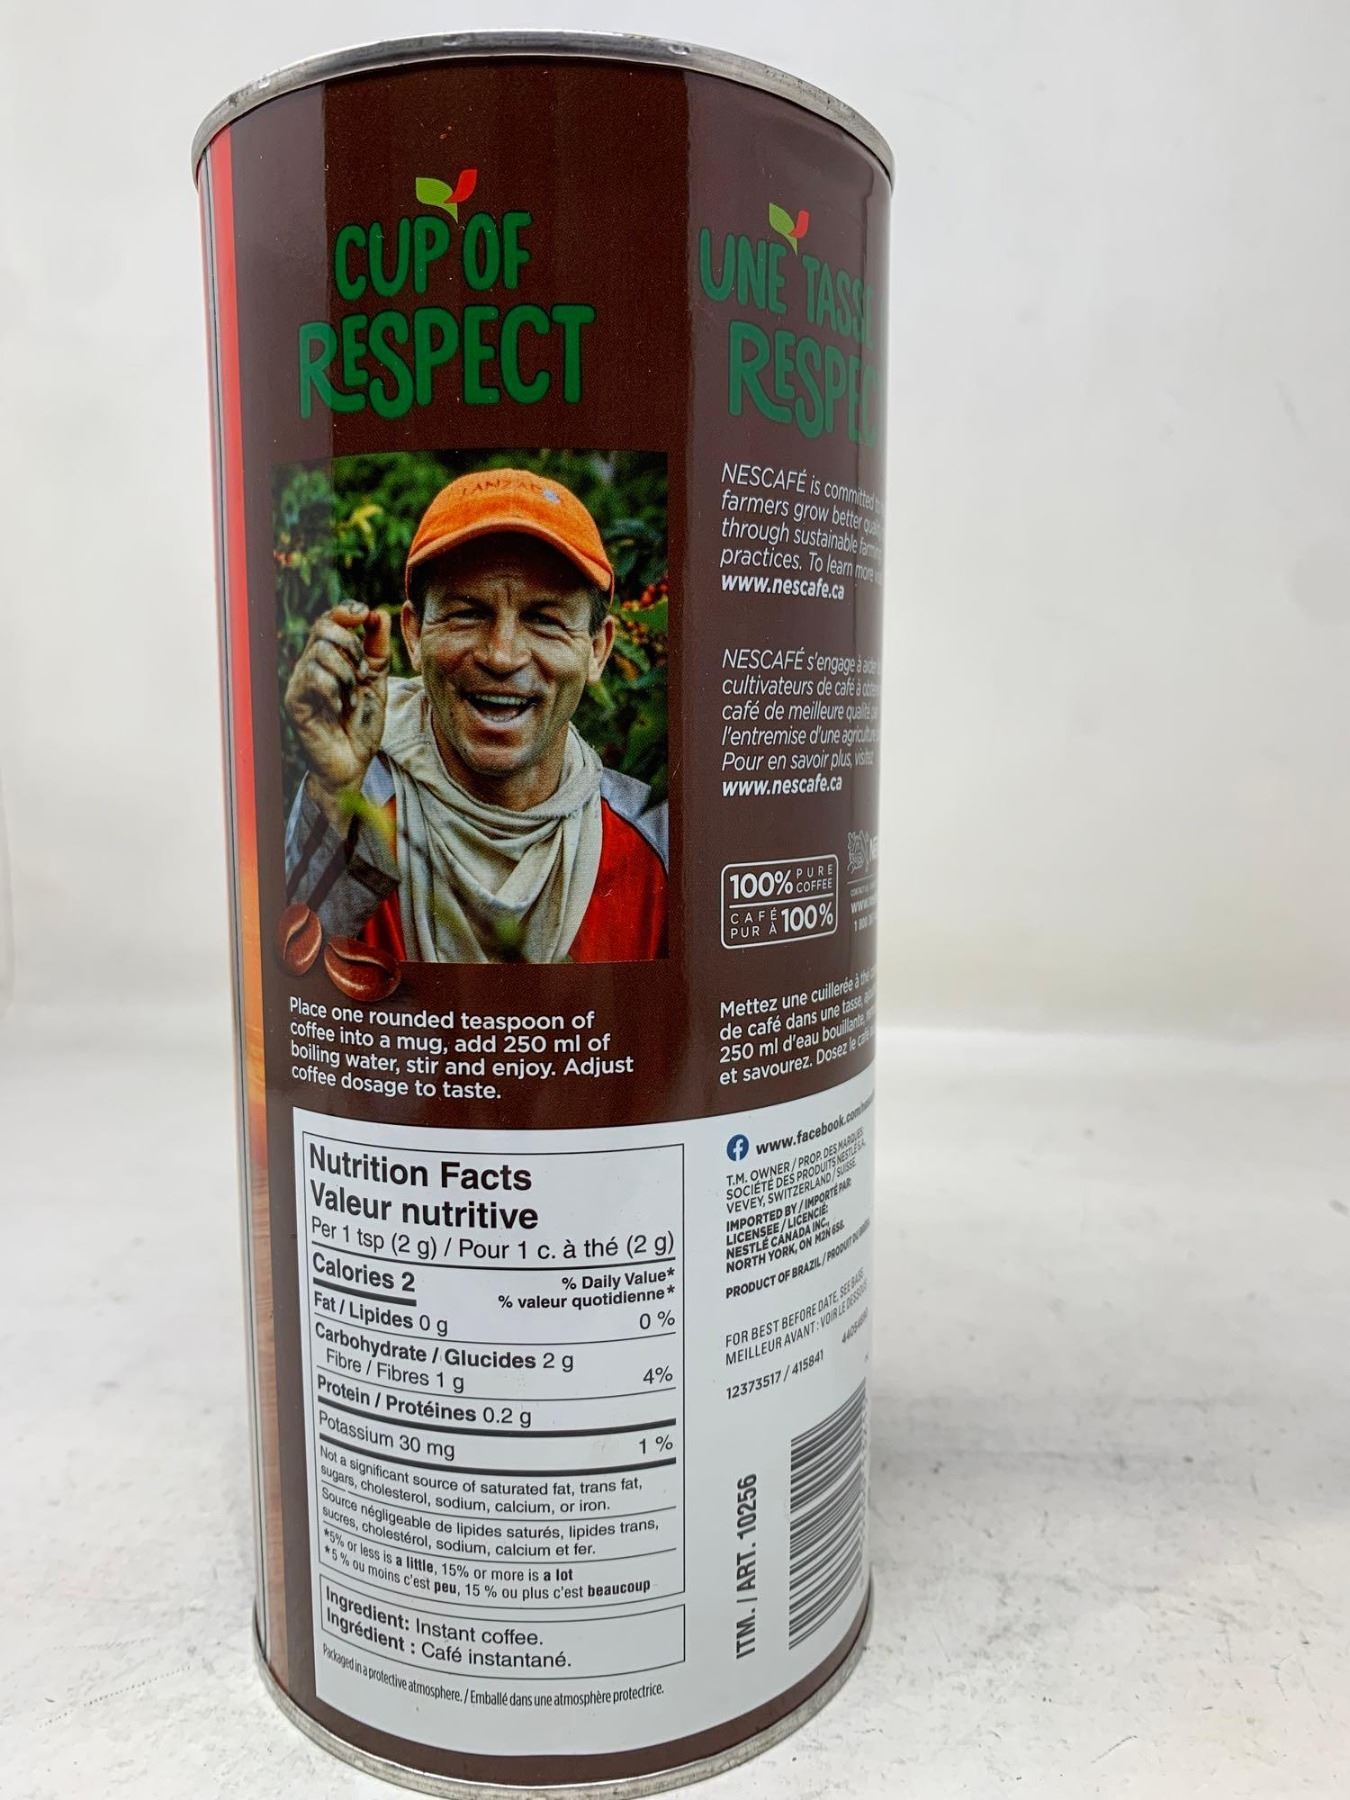 CUP OF
RESPECT
TANZA
Place one rounded teaspoon of
coffee into a mug, add 250 ml of
boiling water, stir and enjoy. Adjust
coffee dosage to taste.
Nutrition Facts
Valeur nutritive
Per 1 tsp (2 g) / Pour 1 c. à thé (2 g)
Calories 2
% Daily Value*
% valeur quotidienne*
Fat / Lipides 0 g 0 %
Carbohydrate / Glucides 2 g
Fibre / Fibres 1 g 4%
Protein / Protéines 0.2 g
Potassium 30 mg 1 %
Not a significant source of saturated fat, trans fat,
sugars, cholesterol, sodium, calcium, or iron.
Source négligeable de lipides saturés, lipides trans,
sucres, cholestérol, sodium, calcium et fer.
*5% or less is a little, 15% or more is a lot
*5 % ou moins c'est peu, 15 % ou plus c'est beaucoup
Ingredient: Instant coffee.
Ingrédient : Café instantané.
Packaged in a protective atmosphere. / Emballé dans une atmosphère protectrice.
UNE TASSE
RESPEC
NESCAFÉ is committed
farmers grow better
through sustainable
practices. To learn more
www.nescafe.ca
NESCAFÉ s'engage à aider
cultivateurs de café à
café de meilleure qualité
l'entremise d'une agriculture
Pour en savoir plus, visitez
www.nescafe.ca
100% PURE
COFFEE
CAFÉ
PUR À 100%
Mettez une cuillerée à thé
de café dans une tasse,
250 ml d'eau bouillante,
et savourez. Dosez le café
www.facebook.com/
T.M. OWNER / PROP. DES MARQUES
SOCIÉTÉ DES PRODUITS NESTLÉ S.A.
VEVEY, SWITZERLAND / SUISSE
IMPORTED BY / IMPORTÉ PAR:
LICENSEE / LICENCIÉ:
NESTLÉ CANADA INC.,
NORTH YORK, ON M2N 6S8.
PRODUCT OF BRAZIL / PRODUIT DU
FOR BEST BEFORE DATE, SEE BASE
MEILLEUR AVANT : VOIR LE DESSOUS
12373517 / 415841
ITM. / ART. 10256